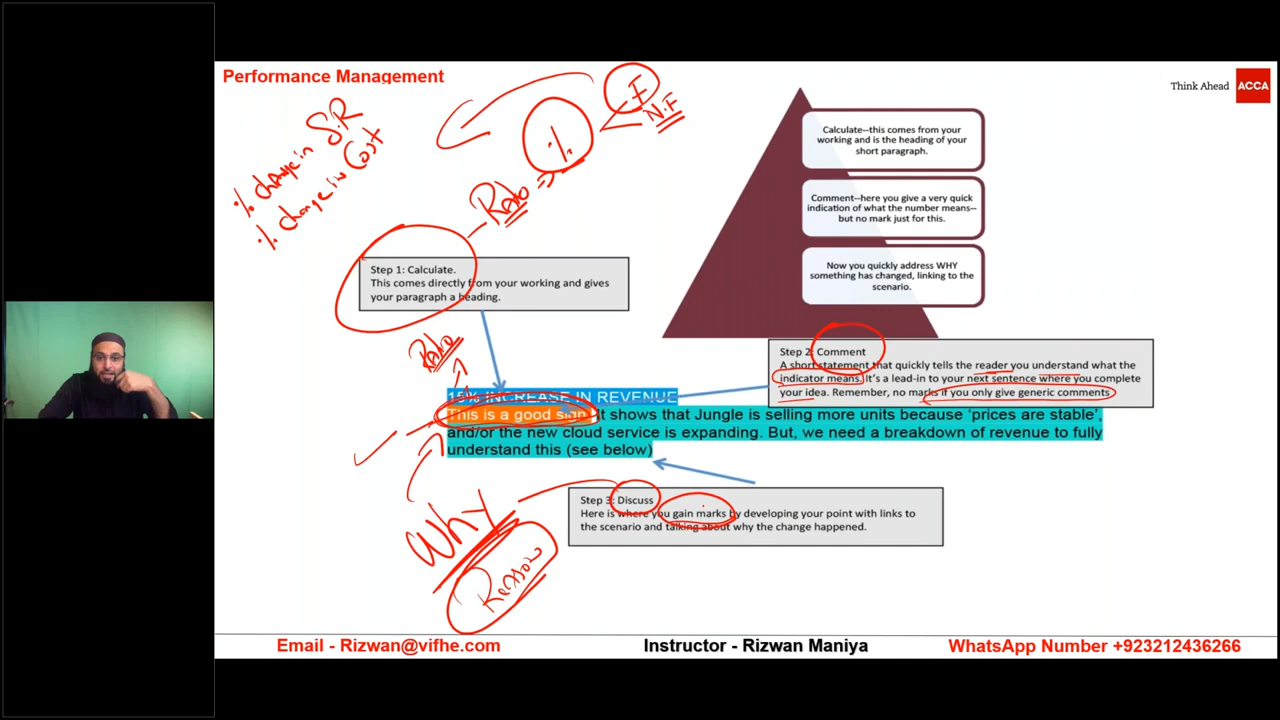 Performance Management
Think Ahead ACCA
% change in S.R
% change in Cost
%
F
N.F
Ratio =>
Calculate--this comes from your
working and is the heading of your
short paragraph.
Comment--here you give a very quick
indication of what the number means--
but no mark just for this.
Now you quickly address WHY
something has changed, linking to the
scenario.
Step 1: Calculate.
This comes directly from your working and gives
your paragraph a heading.
Ratio
Step 2: Comment
A short statement that quickly tells the reader you understand what the
indicator means. It's a lead-in to your next sentence where you complete
your idea. Remember, no marks if you only give generic comments
INCREASE IN REVENUE
This is a good sign. It shows that Jungle is selling more units because 'prices are stable',
and/or the new cloud service is expanding. But, we need a breakdown of revenue to fully
understand this (see below)
Step 3: Discuss
Here is where you gain marks by developing your point with links to
the scenario and talking about why the change happened.
Why
Reason
Email - Rizwan@vifhe.com Instructor - Rizwan Maniya WhatsApp Number +923212436266